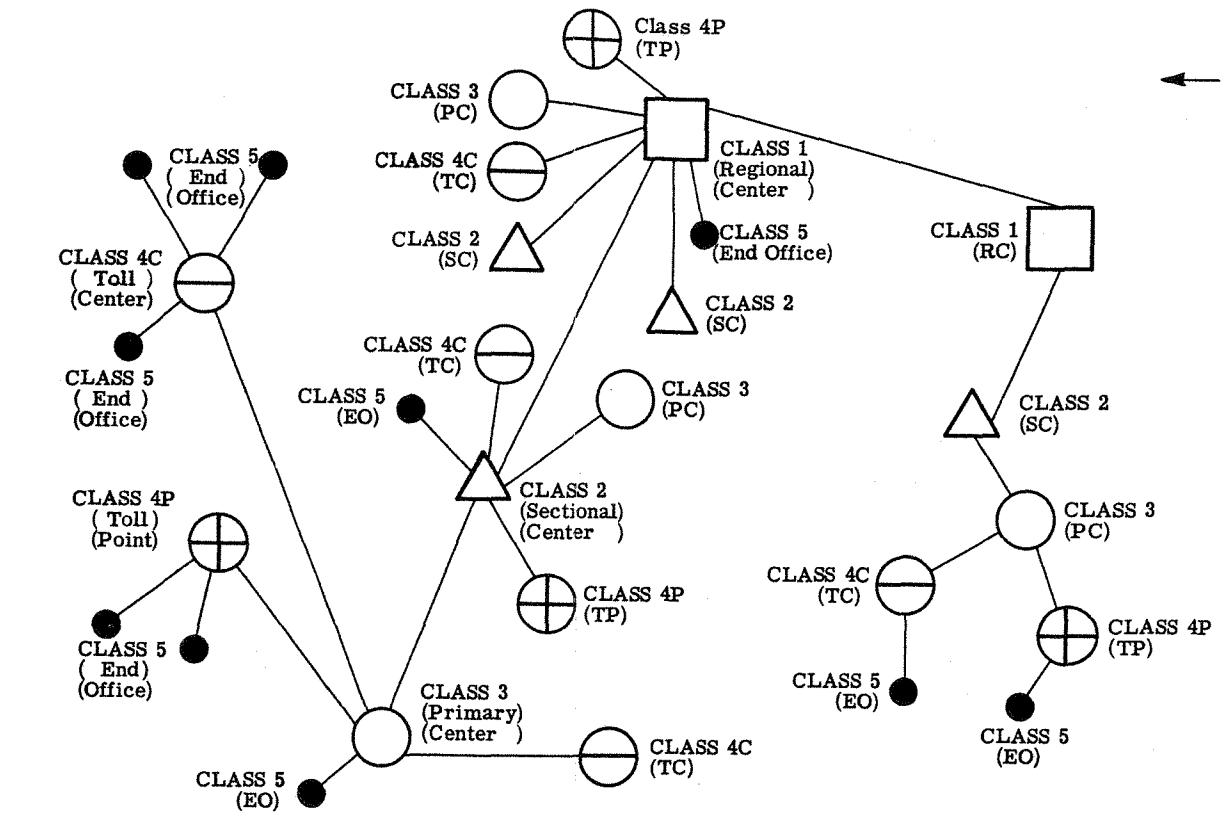 Class 4P
(TP)
CLASS 3
(PC)
CLASS 4C
(TC)
CLASS 2
(SC)
CLASS 1
(Regional)
(Center )
CLASS 5
(End Office)
CLASS 2
(SC)
CLASS 1
(RC)
CLASS 5
( End )
(Office)
CLASS 4C
( Toll )
(Center)
CLASS 5
( End )
(Office)
CLASS 4C
(TC)
CLASS 5
(EO)
CLASS 3
(PC)
CLASS 2
(Sectional)
(Center )
CLASS 4P
(TP)
CLASS 2
(SC)
CLASS 3
(PC)
CLASS 4C
(TC)
CLASS 4P
(TP)
CLASS 5
(EO)
CLASS 5
(EO)
CLASS 4P
( Toll)
(Point)
CLASS 5
( End)
(Office)
CLASS 3
(Primary)
(Center )
CLASS 4C
(TC)
CLASS 5
(EO)